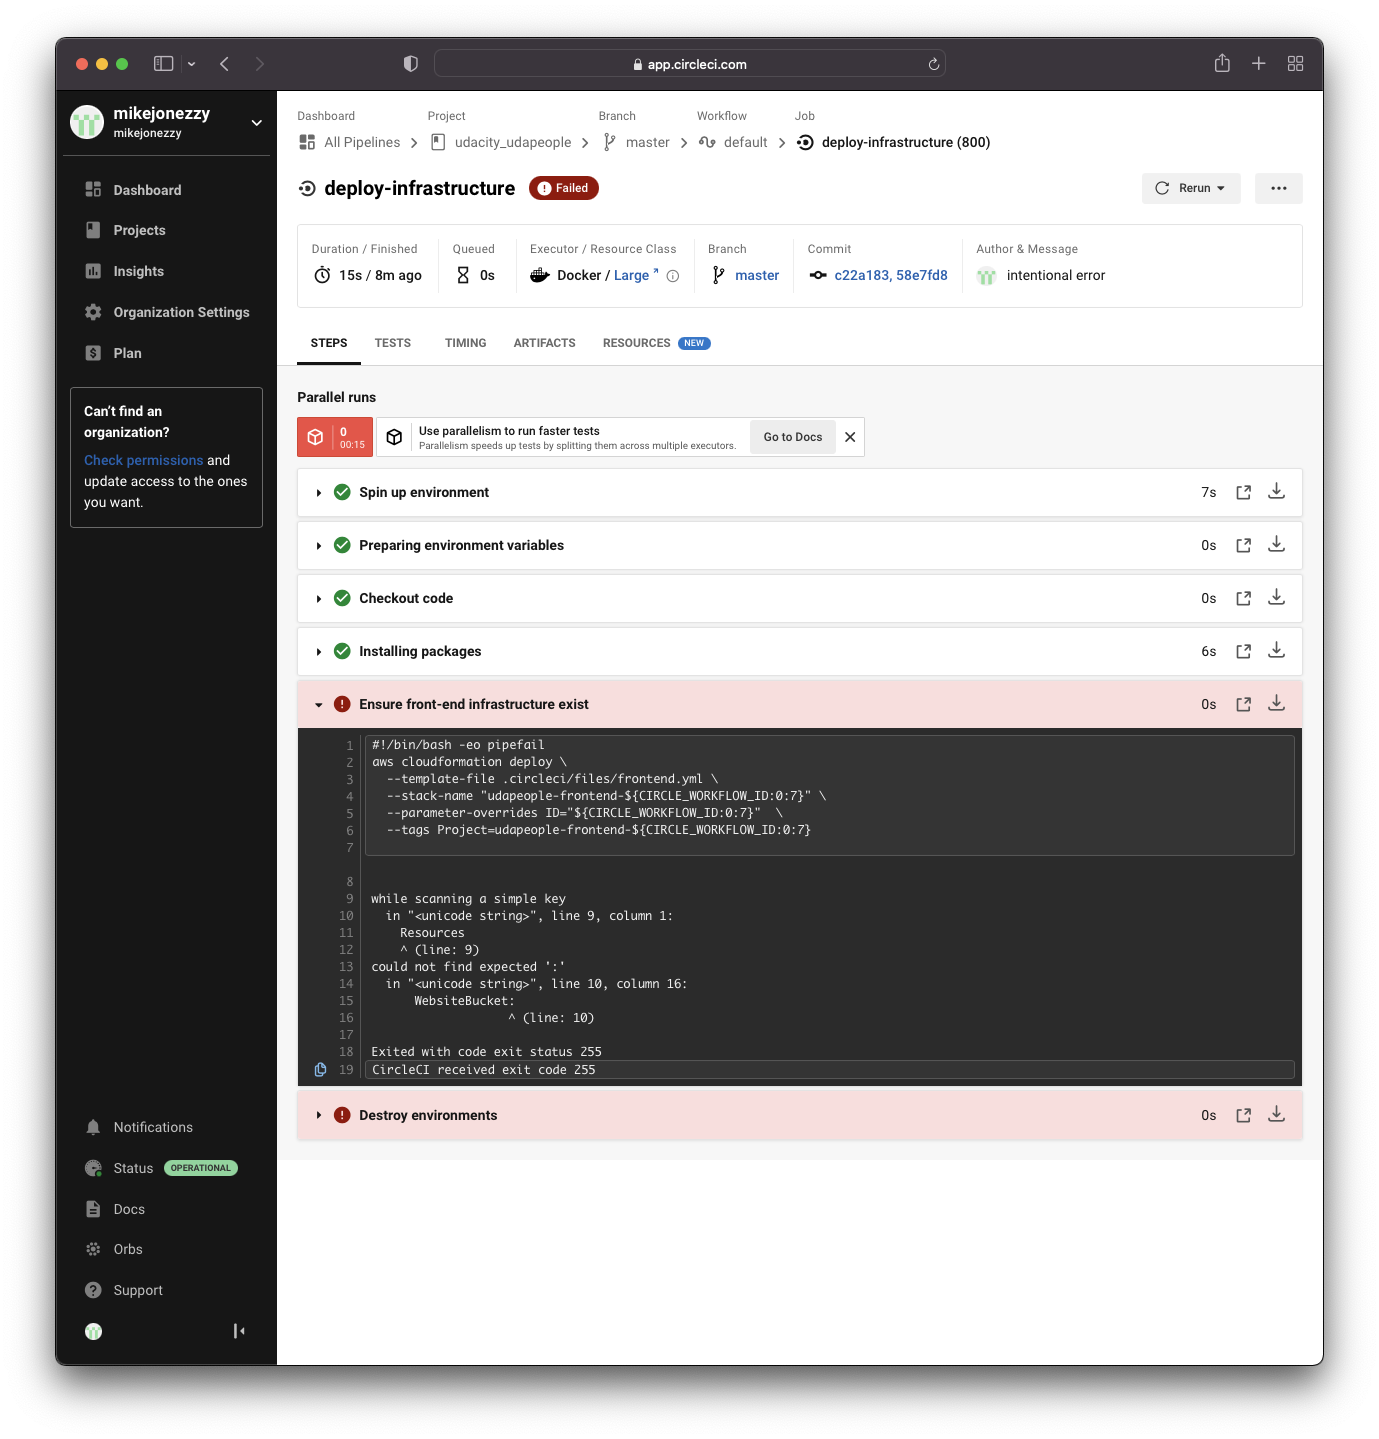 app.circleci.com
mikejonezzy
mikejonezzy
Dashboard
Projects
Insights
Organization Settings
Plan
Can't find an
organization?
Check permissions and
update access to the ones
you want.
Notifications
Status OPERATIONAL
Docs
Orbs
Support
Dashboard Project Branch Workflow Job
All Pipelines udacity_udapeople master default deploy-infrastructure (800)
deploy-infrastructure Failed
Rerun
Duration / Finished Queued Executor / Resource Class Branch Commit Author & Message
15s / 8m ago 0s Docker / Large master c22a183, 58e7fd8 intentional error
STEPS TESTS TIMING ARTIFACTS RESOURCES NEW
Parallel runs
0
00:15
Use parallelism to run faster tests
Parallelism speeds up tests by splitting them across multiple executors.
Go to Docs
Spin up environment 7s
Preparing environment variables 0s
Checkout code 0s
Installing packages 6s
Ensure front-end infrastructure exist 0s
1 #!/bin/bash -eo pipefail
2 aws cloudformation deploy \
3 --template-file .circleci/files/frontend.yml \
4 --stack-name "udapeople-frontend-${CIRCLE_WORKFLOW_ID:0:7}" \
5 --parameter-overrides ID="${CIRCLE_WORKFLOW_ID:0:7}" \
6 --tags Project=udapeople-frontend-${CIRCLE_WORKFLOW_ID:0:7}
7
8
9 while scanning a simple key
10 in "<unicode string>", line 9, column 1:
11 Resources
12 ^ (line: 9)
13 could not find expected ':'
14 in "<unicode string>", line 10, column 16:
15 WebsiteBucket:
16 ^ (line: 10)
17
18 Exited with code exit status 255
19 CircleCI received exit code 255
Destroy environments 0s